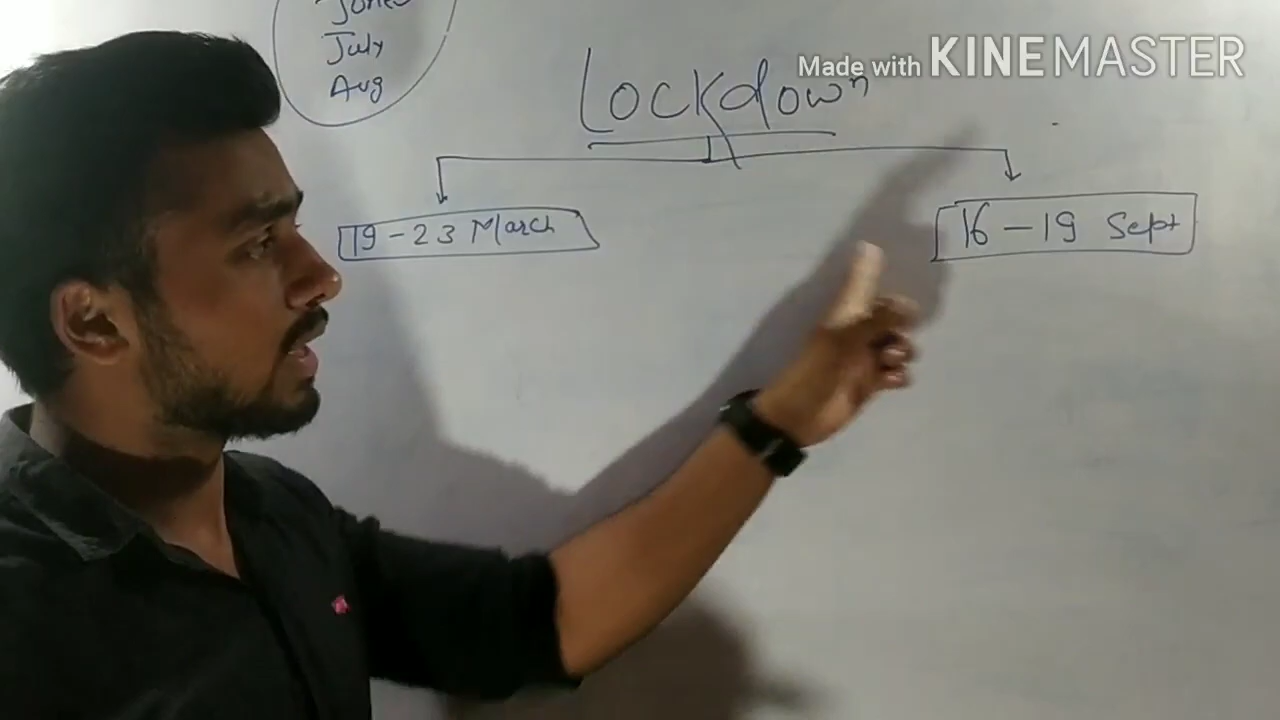 July
Aug
Lockdown
Made with KINEMASTER
19-23 March
16-19 Sept